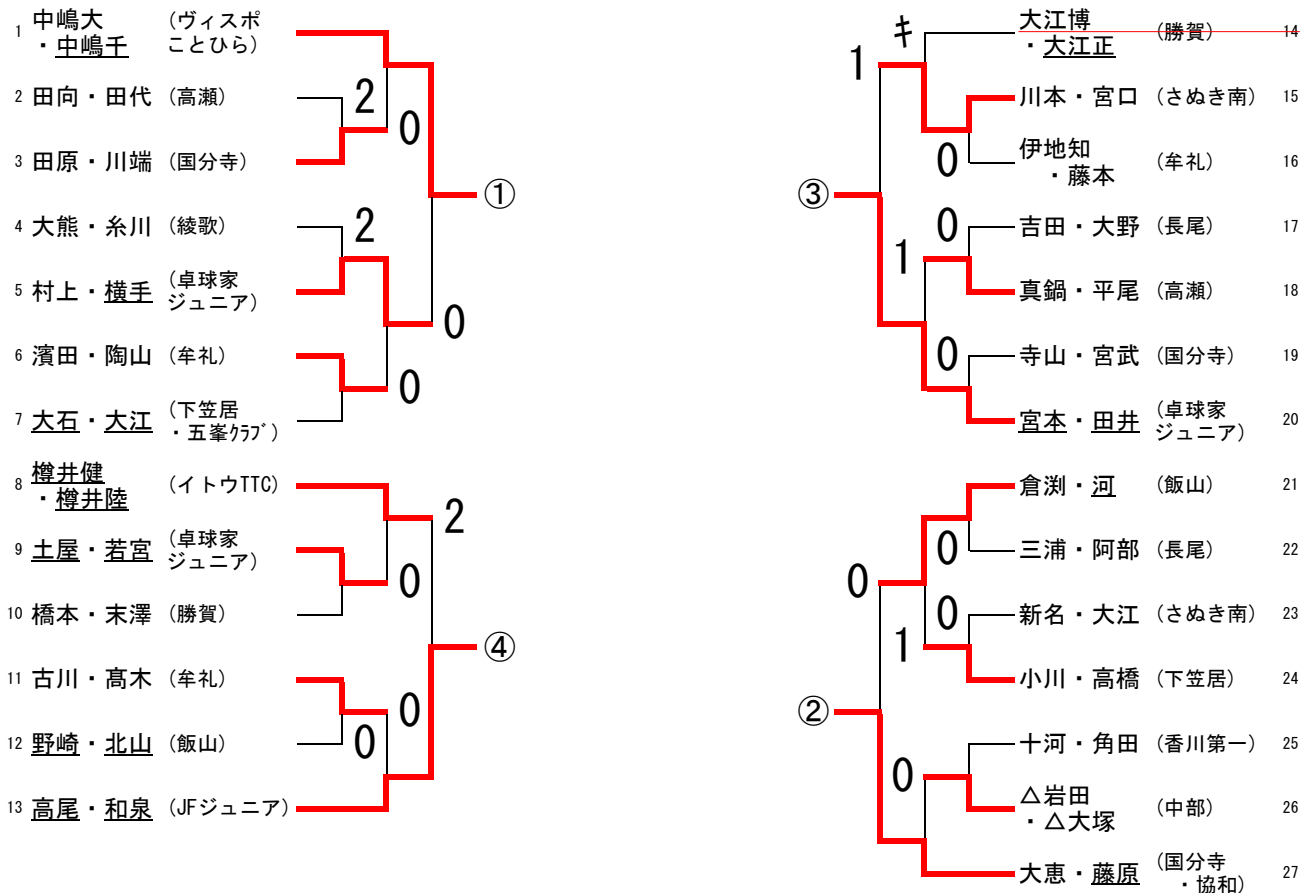 1 中嶋大・中嶋千 (ヴィスポことひら)
2 田向・田代 (高瀬)
2
3 田原・川端 (国分寺)
0
①
4 大熊・糸川 (綾歌)
2
5 村上・横手 (卓球家ジュニア)
0
6 濱田・陶山 (牟礼)
0
7 大石・大江 (下笠居・五峯ｸﾗﾌﾞ)
8 樽井健・樽井陸 (イトウTTC)
2
9 土屋・若宮 (卓球家ジュニア)
0
10 橋本・末澤 (勝賀)
④
11 古川・髙木 (牟礼)
0
12 野崎・北山 (飯山)
0
13 高尾・和泉 (JFジュニア)
キ
大江博・大江正 (勝賀) 14
1
川本・宮口 (さぬき南) 15
0
伊地知・藤本 (牟礼) 16
③
0
吉田・大野 (長尾) 17
1
真鍋・平尾 (高瀬) 18
0
寺山・宮武 (国分寺) 19
宮本・田井 (卓球家ジュニア) 20
倉渕・河 (飯山) 21
0
三浦・阿部 (長尾) 22
0
0
新名・大江 (さぬき南) 23
1
小川・高橋 (下笠居) 24
②
十河・角田 (香川第一) 25
0
△岩田・△大塚 (中部) 26
大恵・藤原 (国分寺・協和) 27